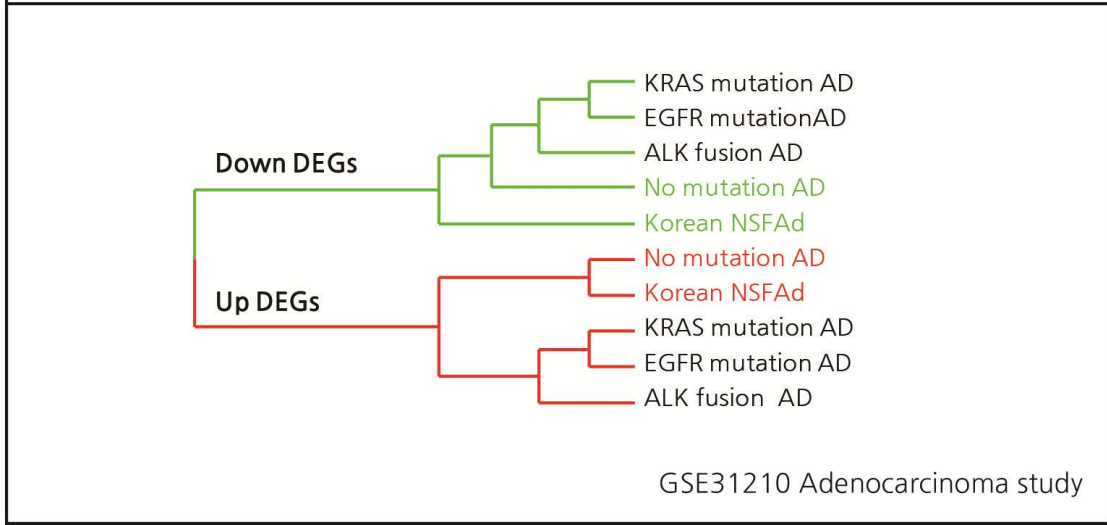 KRAS mutation AD
EGFR mutationAD
ALK fusion AD
Down DEGs
No mutation AD
Korean NSFAd
No mutation AD
Korean NSFAd
Up DEGs
KRAS mutation AD
EGFR mutation AD
ALK fusion AD
GSE31210 Adenocarcinoma study